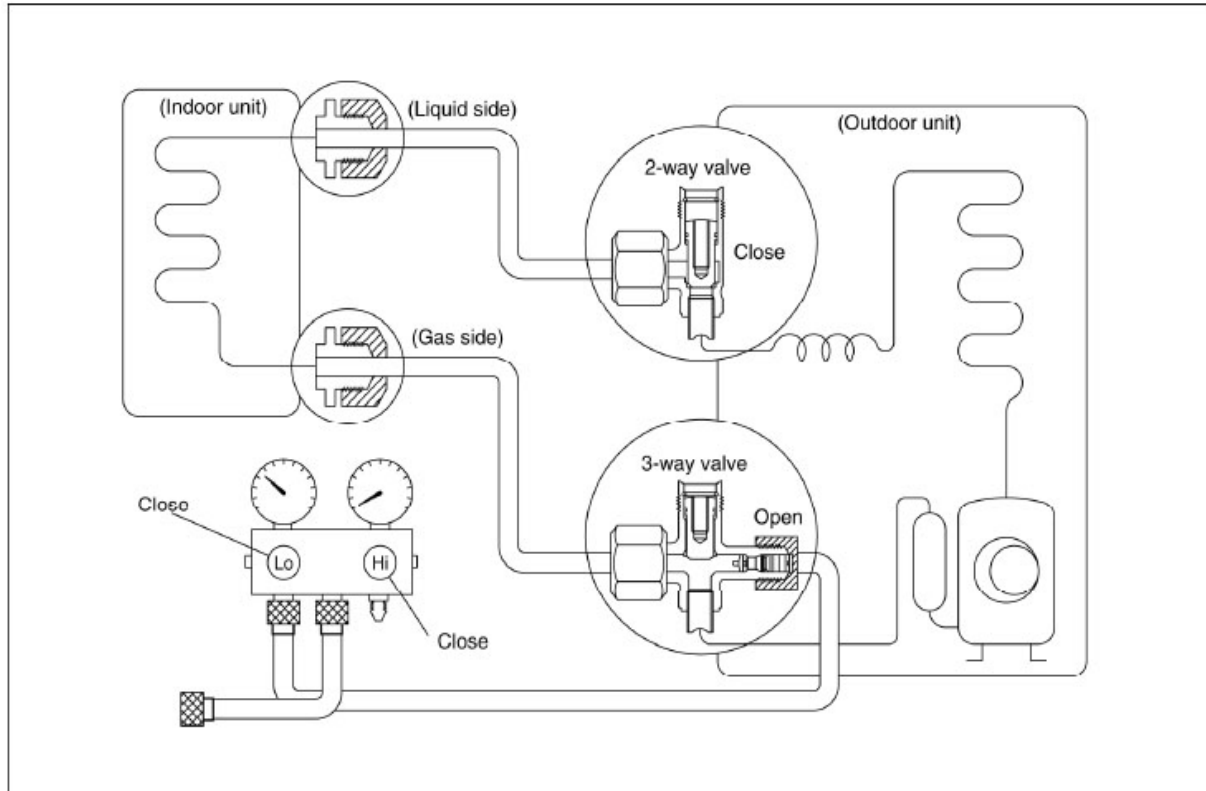 (Indoor unit)
(Liquid side)
(Outdoor unit)
2-way valve
Close
(Gas side)
3-way valve
Open
Close
Lo
Hi
Close